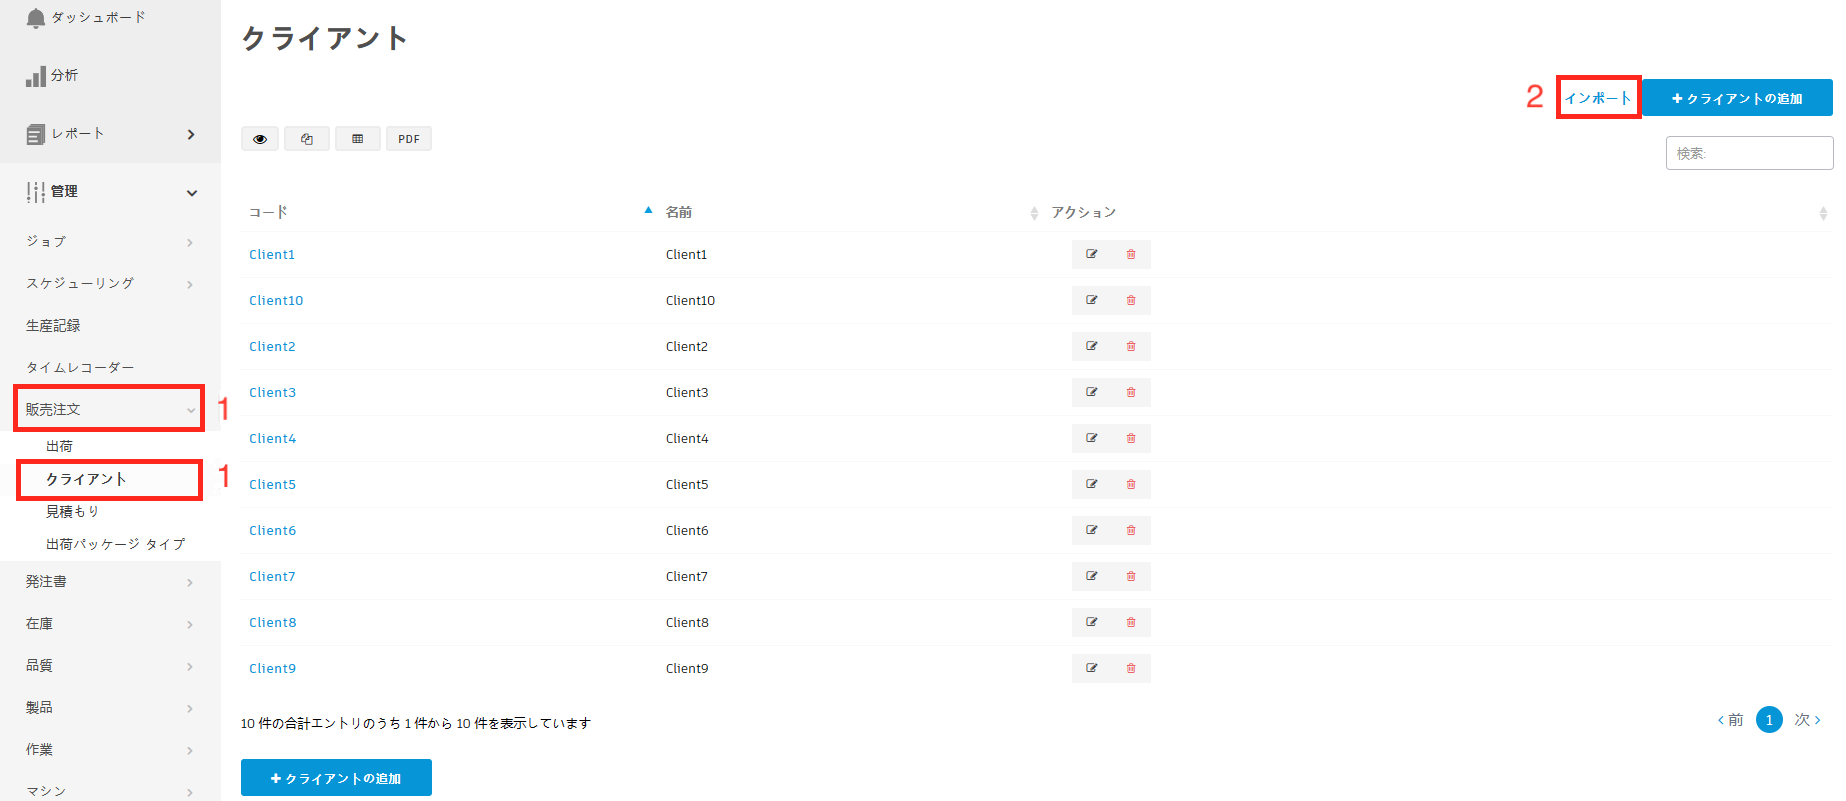 ダッシュボード
分析
レポート
管理
ジョブ
スケジューリング
生産記録
タイムレコーダー
販売注文
1
出荷
クライアント
1
見積もり
出荷パッケージ タイプ
発注書
在庫
品質
製品
作業
マシン
クライアント
2
インポート
クライアントの追加
PDF
検索:
コード 名前 アクション
Client1 Client1
Client10 Client10
Client2 Client2
Client3 Client3
Client4 Client4
Client5 Client5
Client6 Client6
Client7 Client7
Client8 Client8
Client9 Client9
10 件の合計エントリのうち 1 件から 10 件を表示しています
前 1 次
クライアントの追加